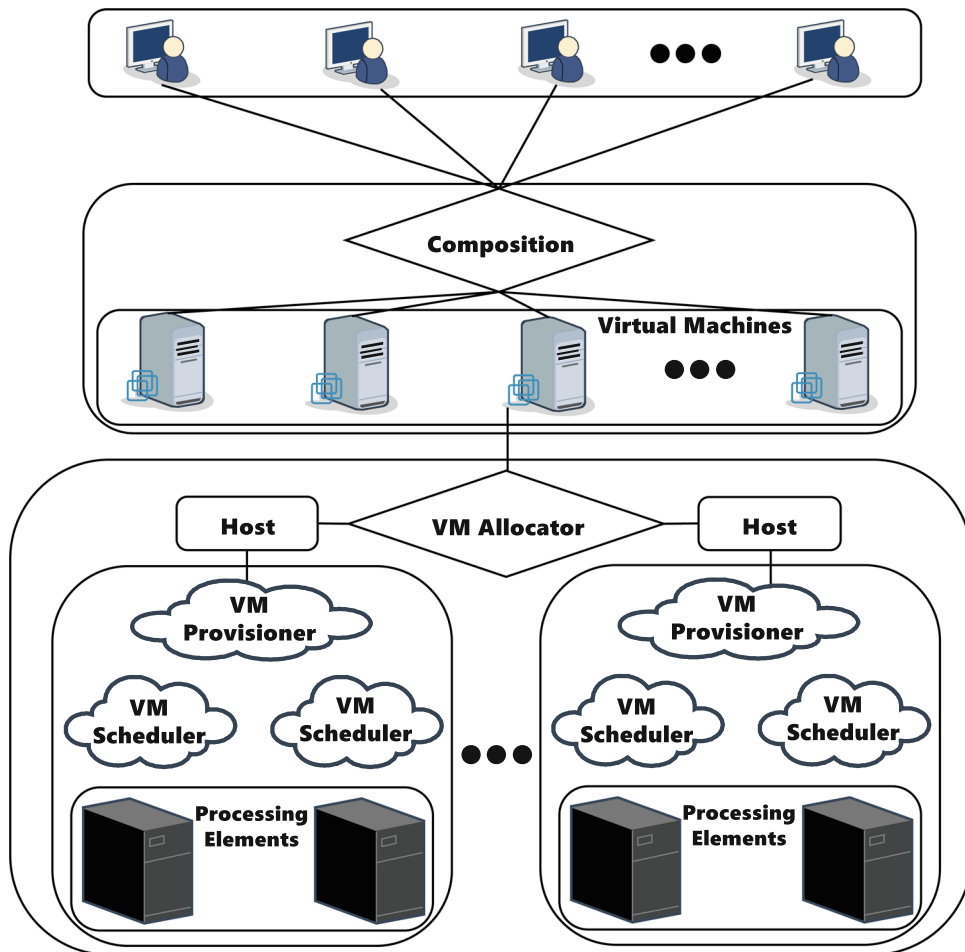 Composition
Virtual Machines
Host
VM Allocator
Host
VM
Provisioner
VM
Provisioner
VM
Scheduler
VM
Scheduler
VM
Scheduler
VM
Scheduler
Processing
Elements
Processing
Elements